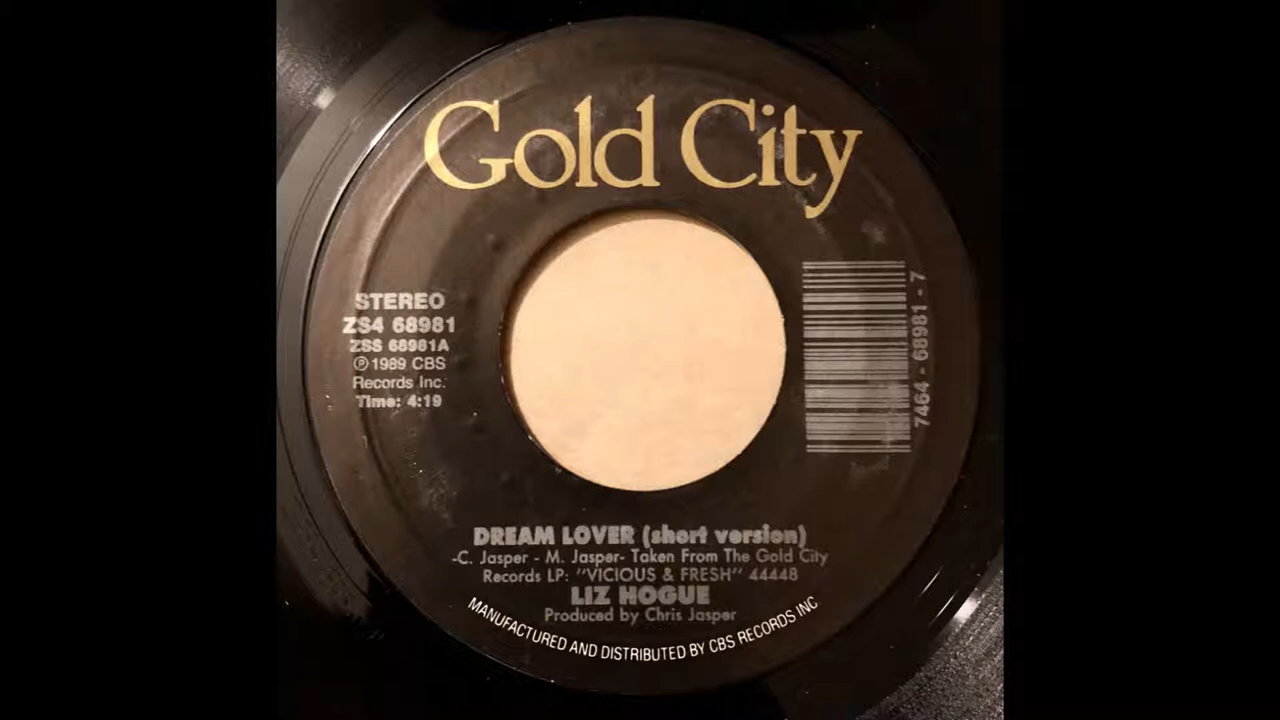 Gold City
STEREO
ZS4 68981
ZSS 68981A
Ⓟ 1989 CBS
Records Inc.
Time: 4:19
7464 - 68981 - 7
DREAM LOVER (short version)
-C. Jasper - M. Jasper- Taken From The Gold City
Records LP: "VICIOUS & FRESH" 44448
LIZ HOGUE
Produced by Chris Jasper
MANUFACTURED AND DISTRIBUTED BY CBS RECORDS INC